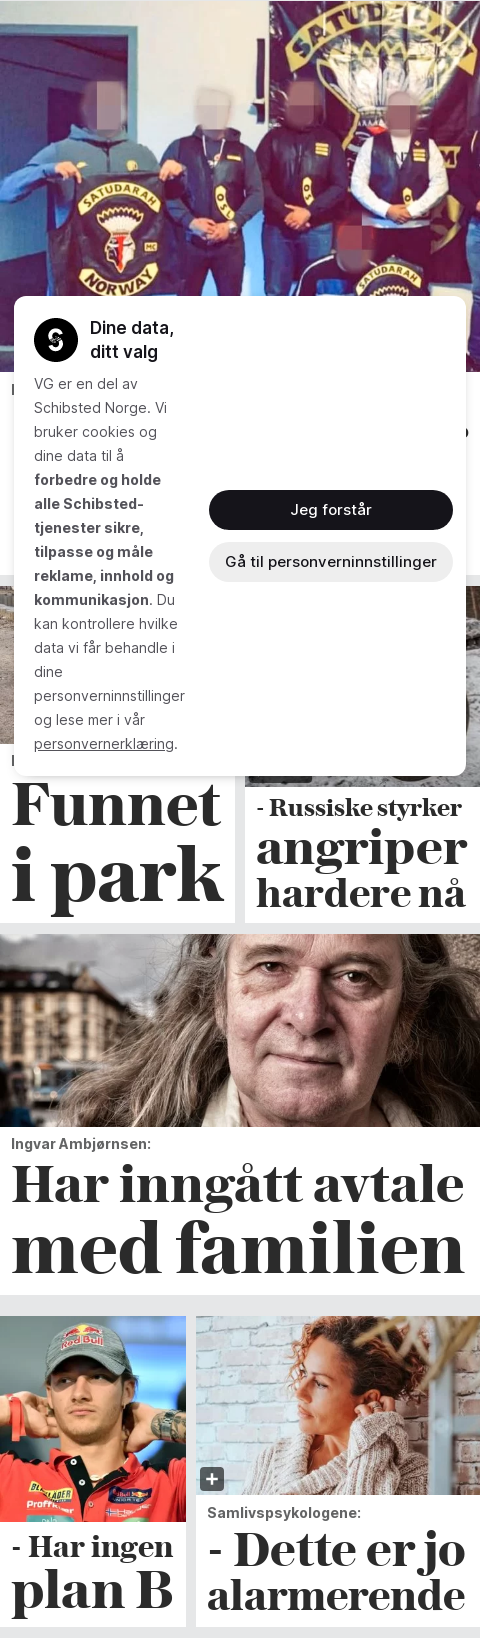 SATUDARAH
M
SATUDARAH
MC
NORWAY
OSLO
SATUDARAH
Dine data,
ditt valg
VG er en del av
Schibsted Norge. Vi
bruker cookies og
dine data til å
forbedre og holde
alle Schibsted-
tjenester sikre,
tilpasse og måle
reklame, innhold og
kommunikasjon. Du
kan kontrollere hvilke
data vi får behandle i
dine
personverninnstillinger
og lese mer i vår
personvernerklæring.
Jeg forstår
Gå til personverninnstillinger
Funnet
i park
- Russiske styrker
angriper
hardere nå
Ingvar Ambjørnsen:
Har inngått avtale
med familien
Red Bull
- Har ingen
plan B
Samlivspsykologene:
- Dette er jo
alarmerende